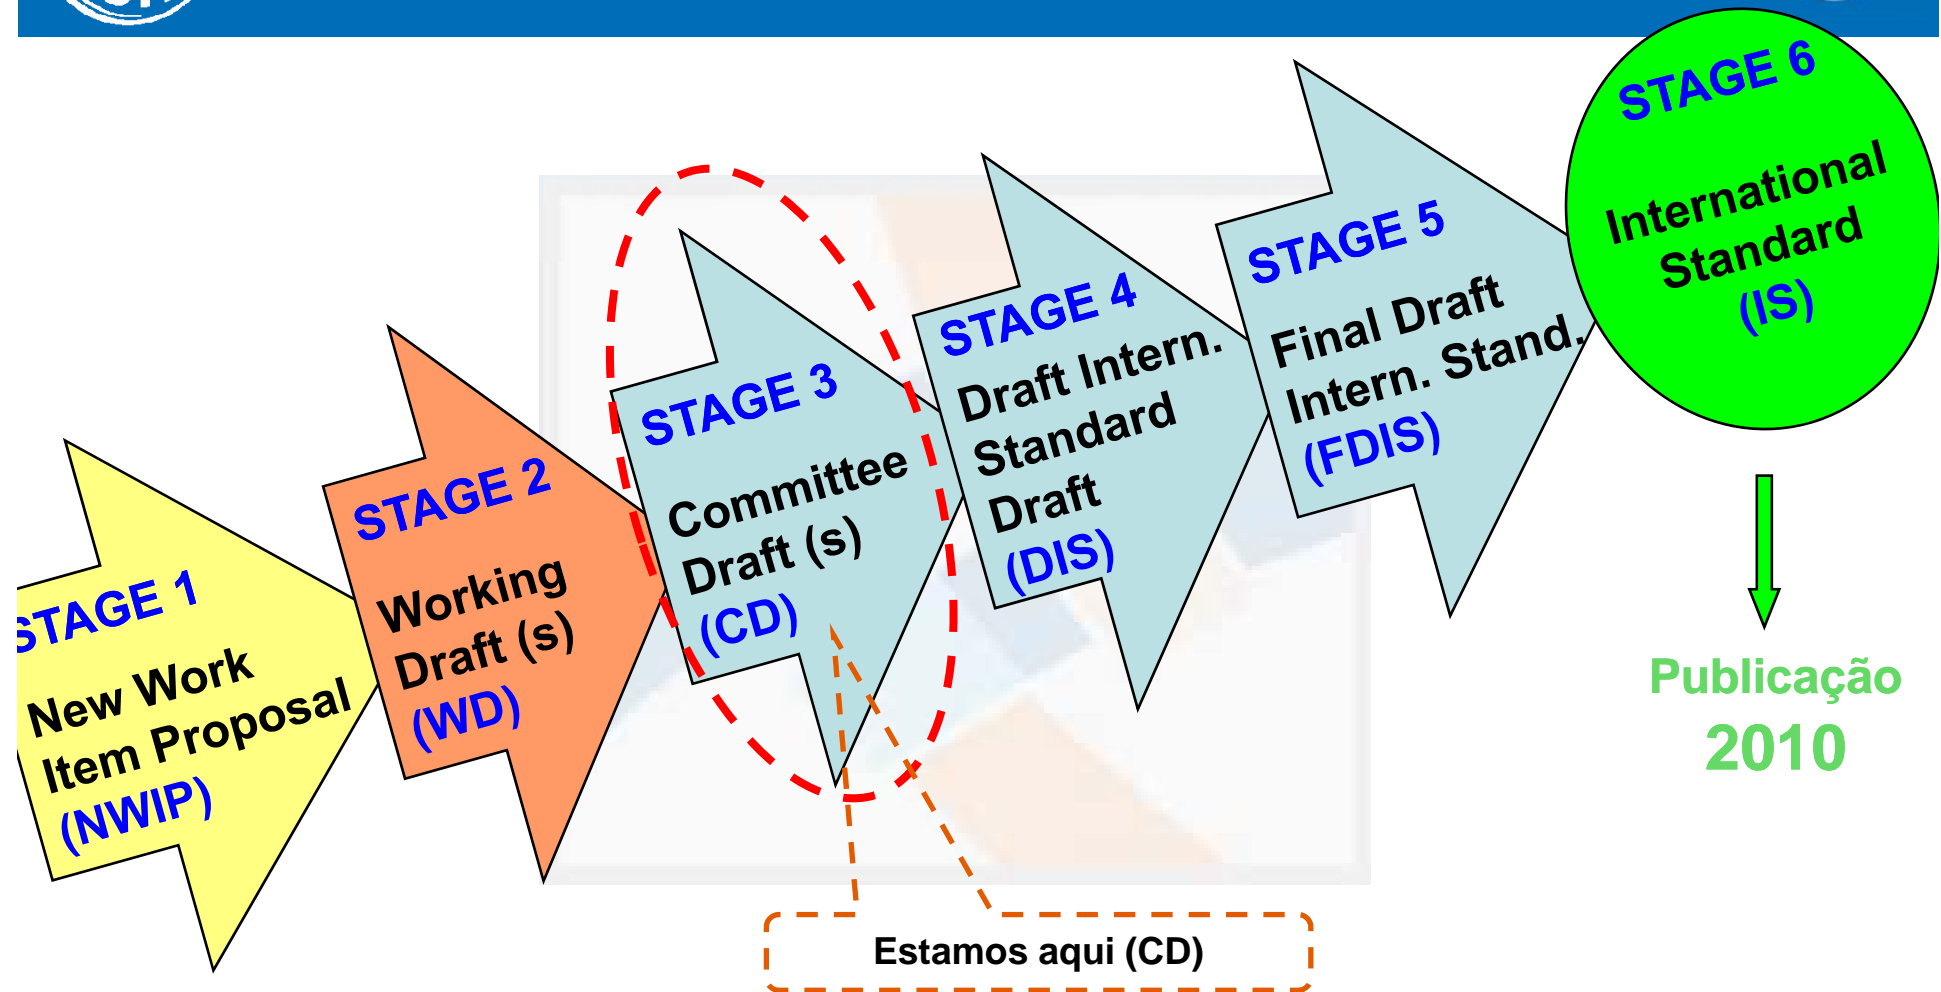 STAGE 1
New Work
Item Proposal
(NWIP)
STAGE 2
Working
Draft (s)
(WD)
STAGE 3
Committee
Draft (s)
(CD)
STAGE 4
Draft Intern.
Standard
Draft
(DIS)
STAGE 5
Final Draft
Intern. Stand.
(FDIS)
STAGE 6
International
Standard
(IS)
Publicação
2010
Estamos aqui (CD)